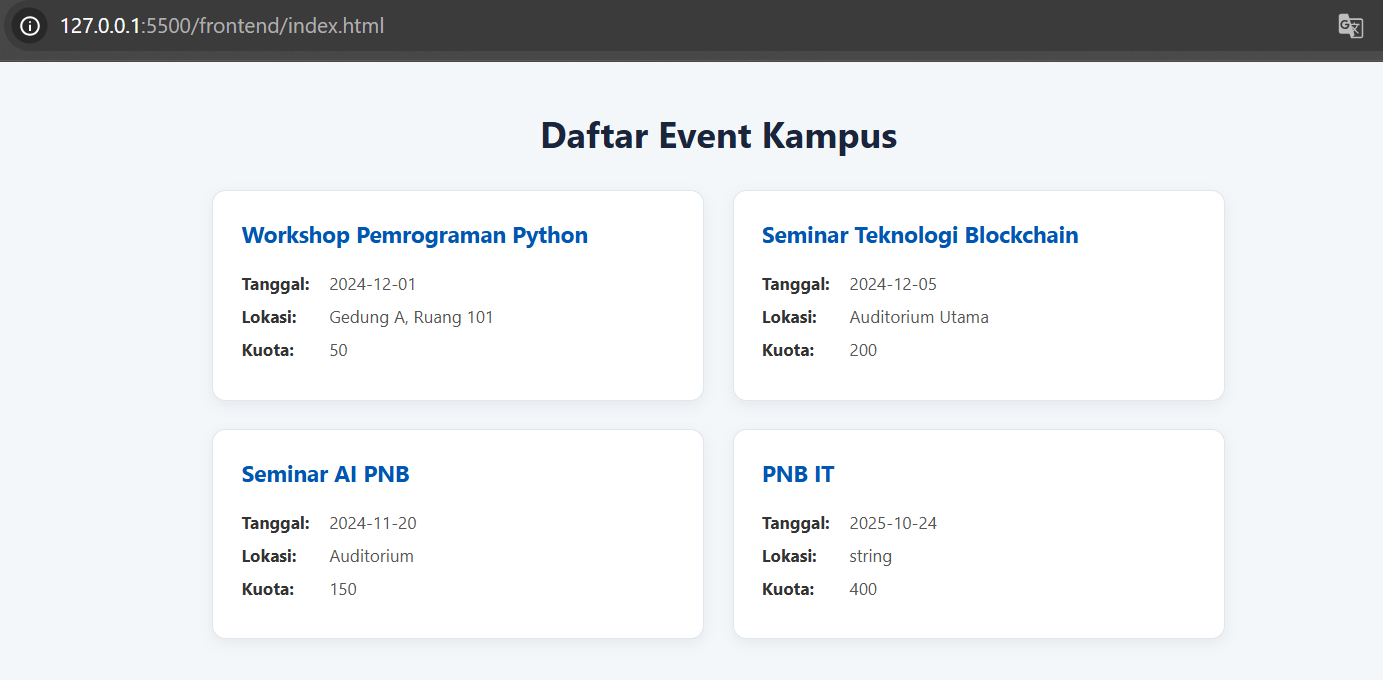 127.0.0.1:5500/frontend/index.html
Daftar Event Kampus
Workshop Pemrograman Python
Tanggal: 2024-12-01
Lokasi: Gedung A, Ruang 101
Kuota: 50
Seminar Teknologi Blockchain
Tanggal: 2024-12-05
Lokasi: Auditorium Utama
Kuota: 200
Seminar AI PNB
Tanggal: 2024-11-20
Lokasi: Auditorium
Kuota: 150
PNB IT
Tanggal: 2025-10-24
Lokasi: string
Kuota: 400